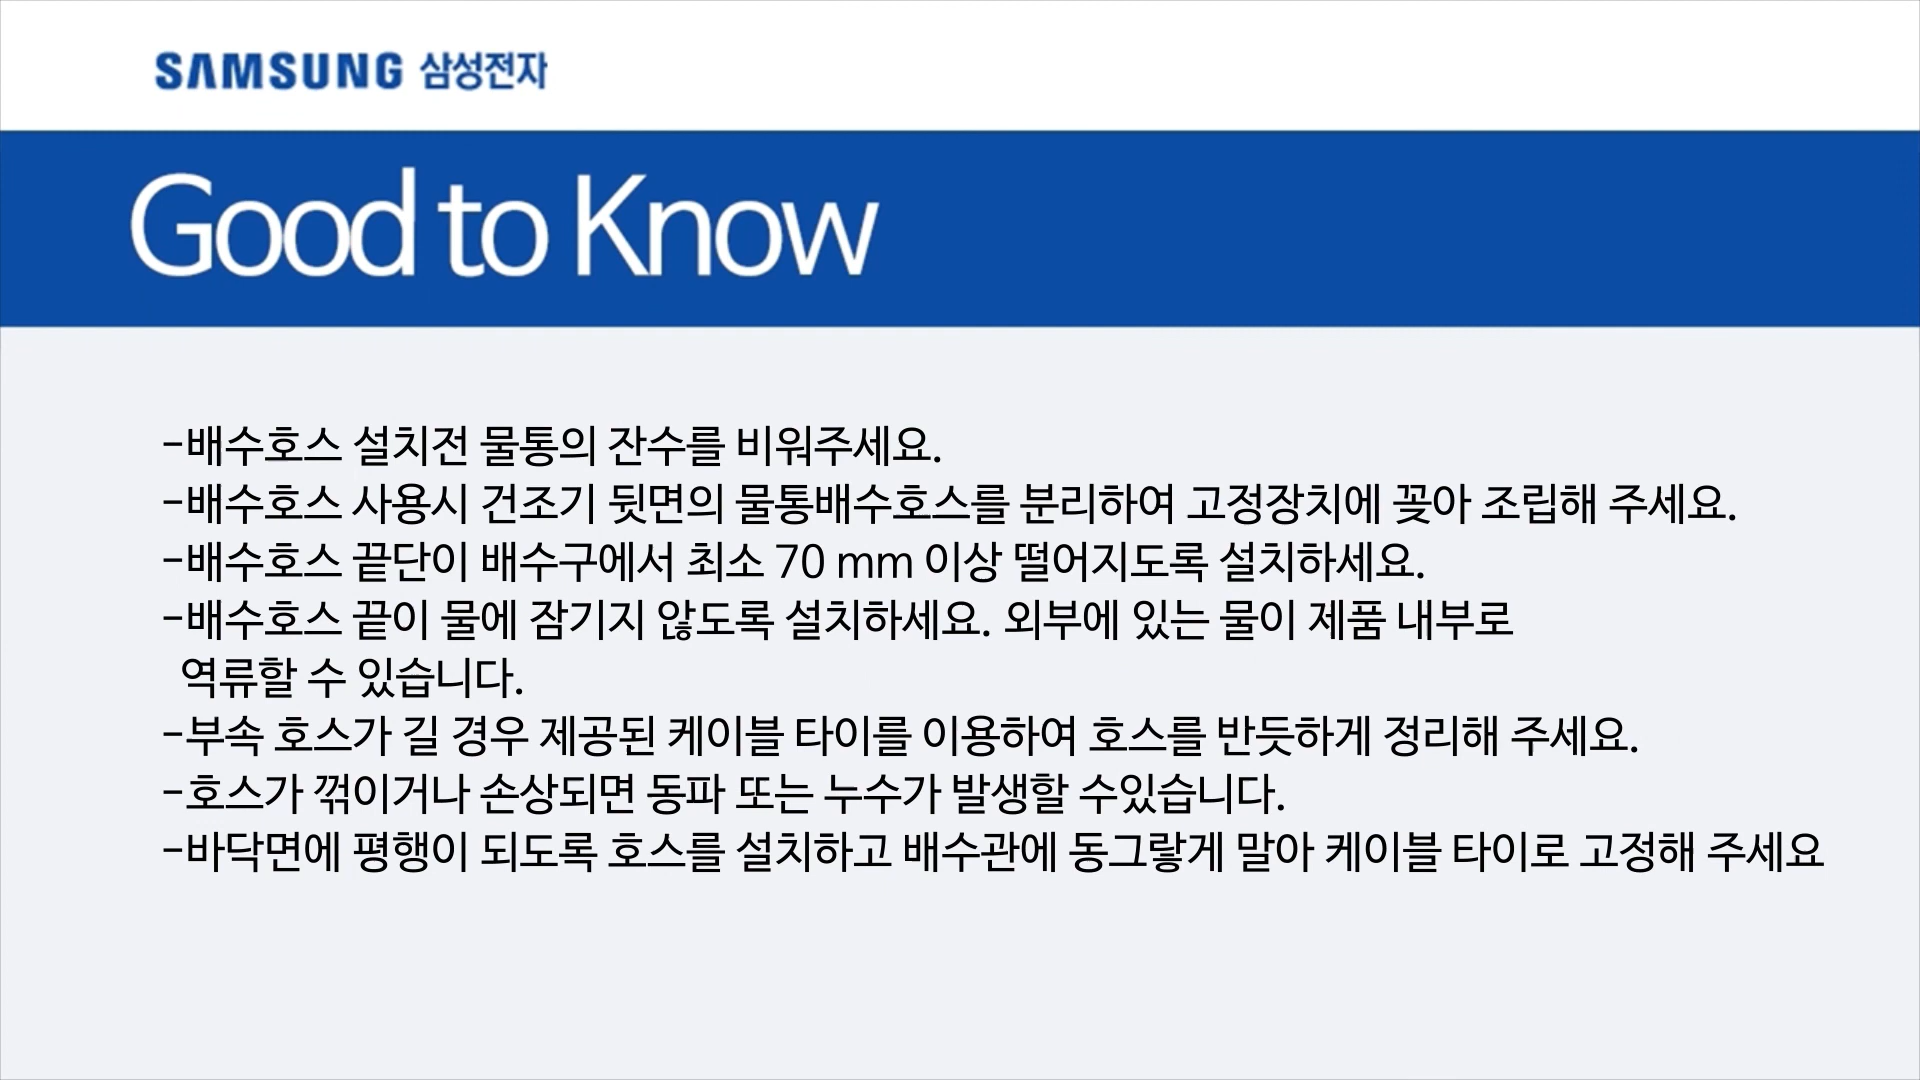 SAMSUNG 삼성전자
Good to Know
-배수호스 설치전 물통의 잔수를 비워주세요.
-배수호스 사용시 건조기 뒷면의 물통배수호스를 분리하여 고정장치에 꽂아 조립해 주세요.
-배수호스 끝단이 배수구에서 최소 70 mm 이상 떨어지도록 설치하세요.
-배수호스 끝이 물에 잠기지 않도록 설치하세요. 외부에 있는 물이 제품 내부로
역류할 수 있습니다.
-부속 호스가 길 경우 제공된 케이블 타이를 이용하여 호스를 반듯하게 정리해 주세요.
-호스가 꺾이거나 손상되면 동파 또는 누수가 발생할 수있습니다.
-바닥면에 평행이 되도록 호스를 설치하고 배수관에 동그랗게 말아 케이블 타이로 고정해 주세요